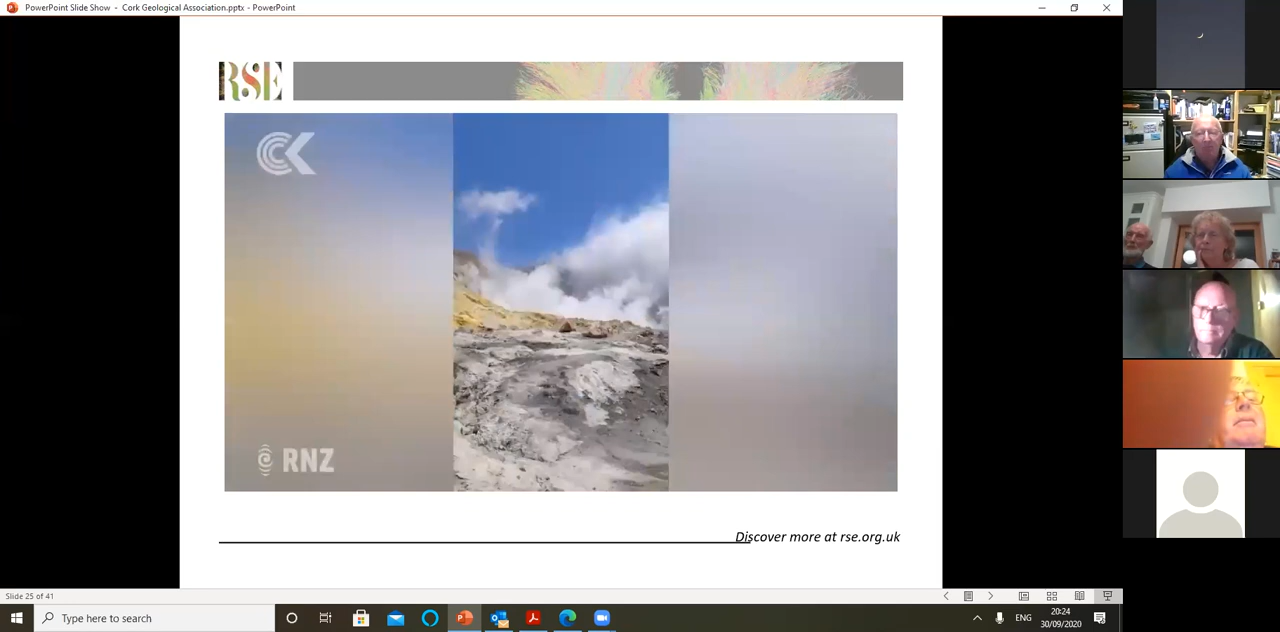 PowerPoint Slide Show - Cork Geological Association.pptx - PowerPoint
RSE
RNZ
Discover more at rse.org.uk
Slide 25 of 41
Type here to search
ENG
20:24
30/09/2020